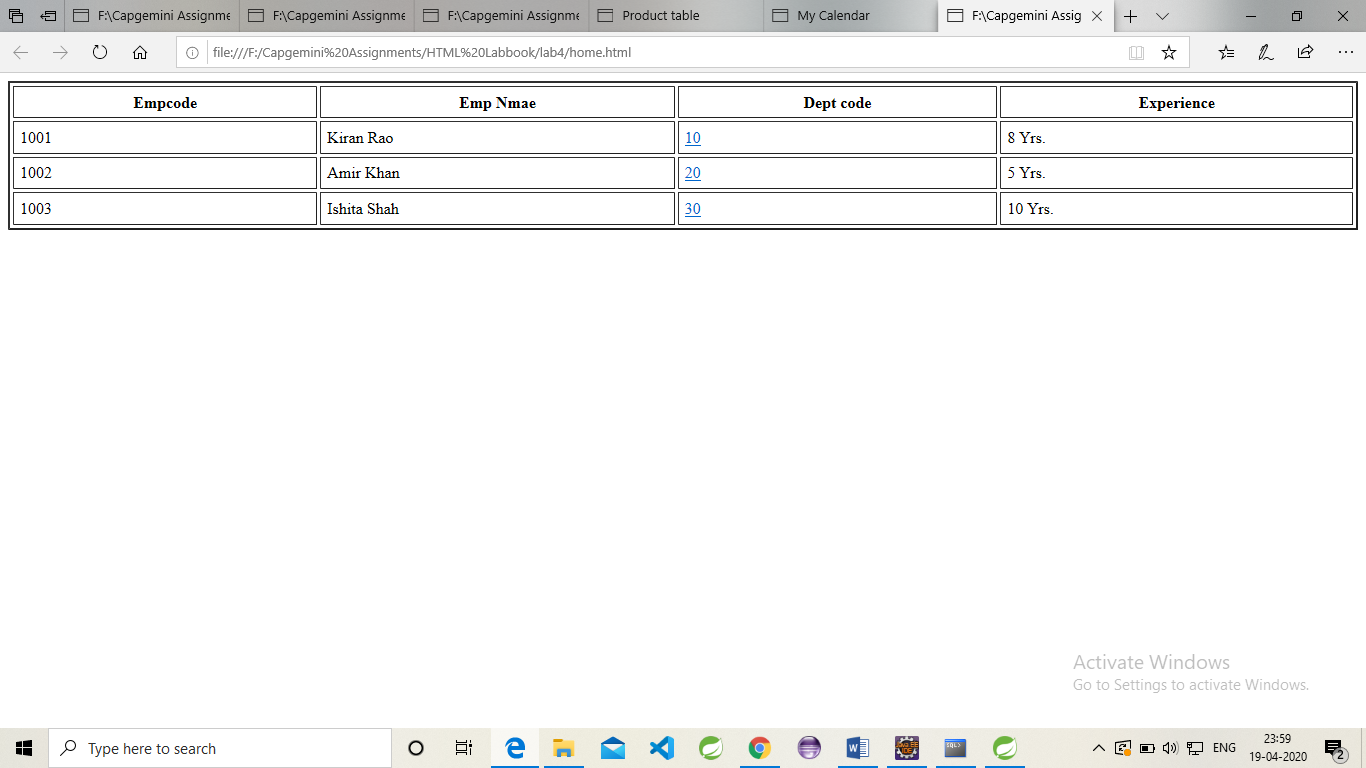 F:\Capgemini Assignme F:\Capgemini Assignme F:\Capgemini Assignme Product table My Calendar F:\Capgemini Assig
file:///F:/Capgemini%20Assignments/HTML%20Labbook/lab4/home.html
Empcode Emp Nmae Dept code Experience
1001 Kiran Rao 10 8 Yrs.
1002 Amir Khan 20 5 Yrs.
1003 Ishita Shah 30 10 Yrs.
Activate Windows
Go to Settings to activate Windows.
Type here to search ENG 23:59
19-04-2020 2